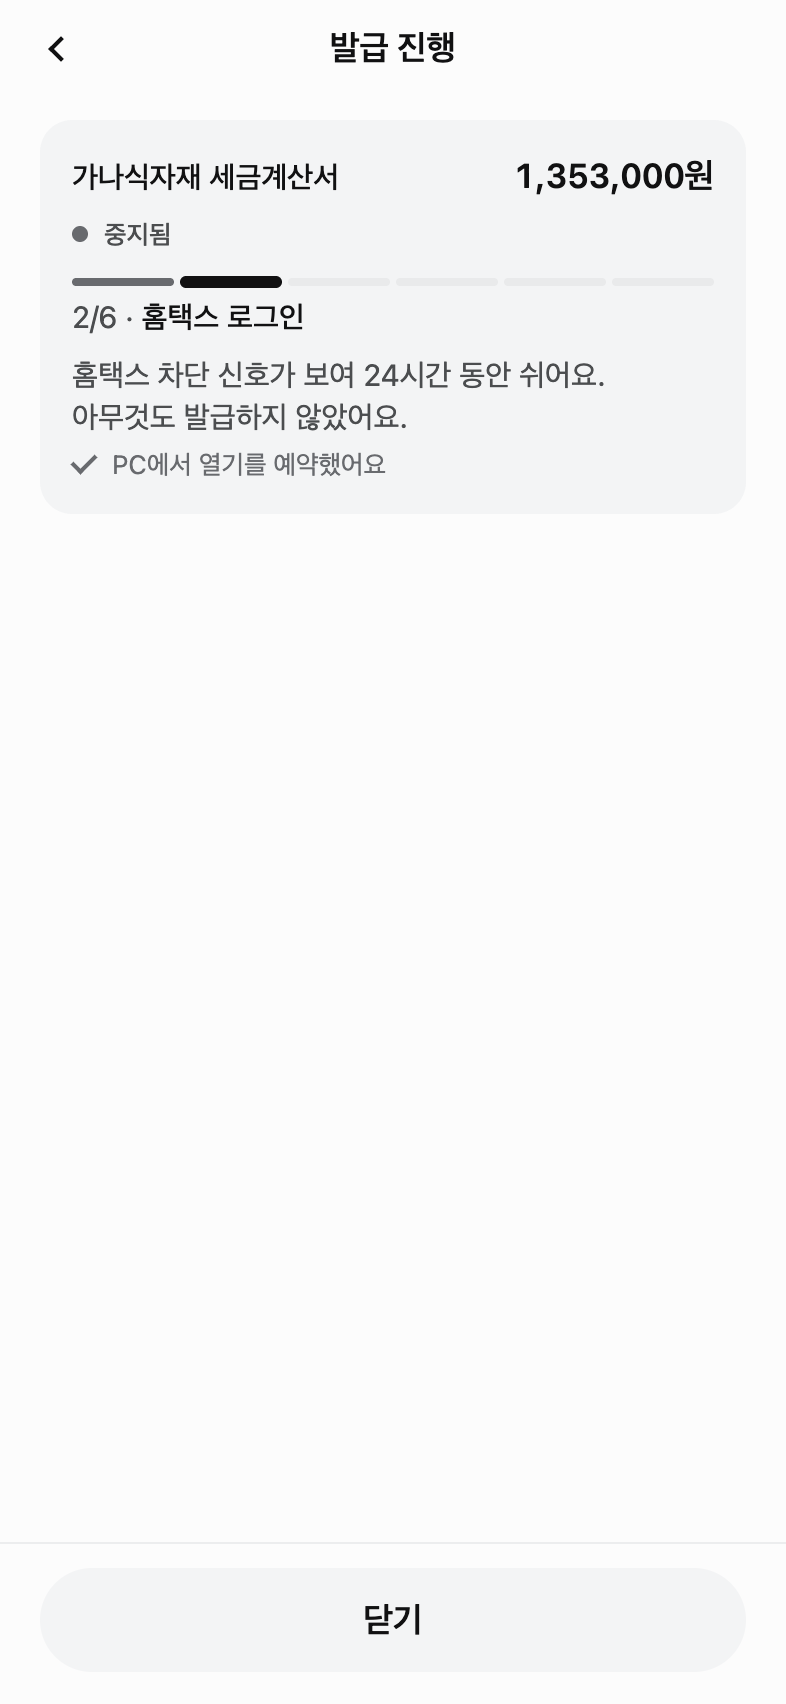 발급 진행
가나식자재 세금계산서 1,353,000원
중지됨
2/6 · 홈택스 로그인
홈택스 차단 신호가 보여 24시간 동안 쉬어요.
아무것도 발급하지 않았어요.
PC에서 열기를 예약했어요
닫기